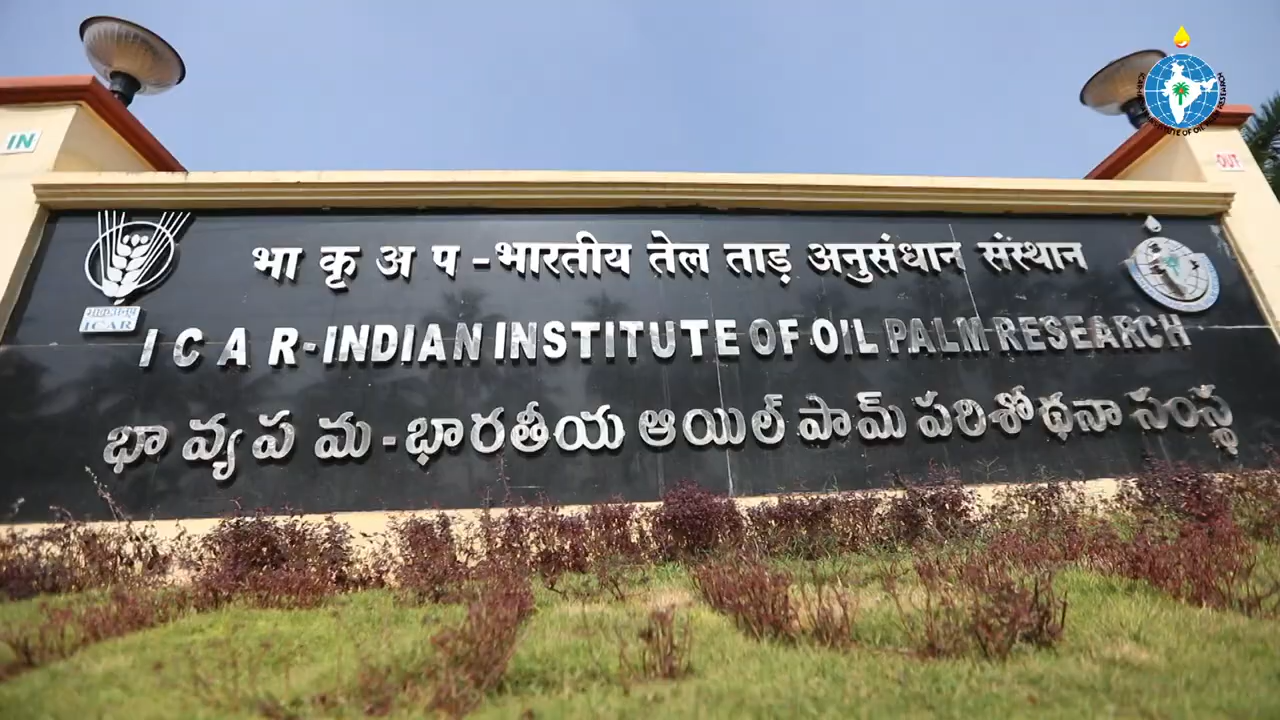 IN
OUT
भा कृ अ प - भारतीय तेल ताड़ अनुसंधान संस्थान
ICAR
I C A R - INDIAN INSTITUTE OF OIL PALM RESEARCH
భా వ్య ప మ - భారతీయ ఆయిల్ పామ్ పరిశోధనా సంస్థ